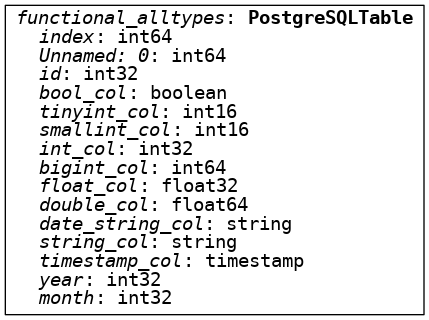 functional_alltypes: PostgreSQLTable
index: int64
Unnamed: 0: int64
id: int32
bool_col: boolean
tinyint_col: int16
smallint_col: int16
int_col: int32
bigint_col: int64
float_col: float32
double_col: float64
date_string_col: string
string_col: string
timestamp_col: timestamp
year: int32
month: int32